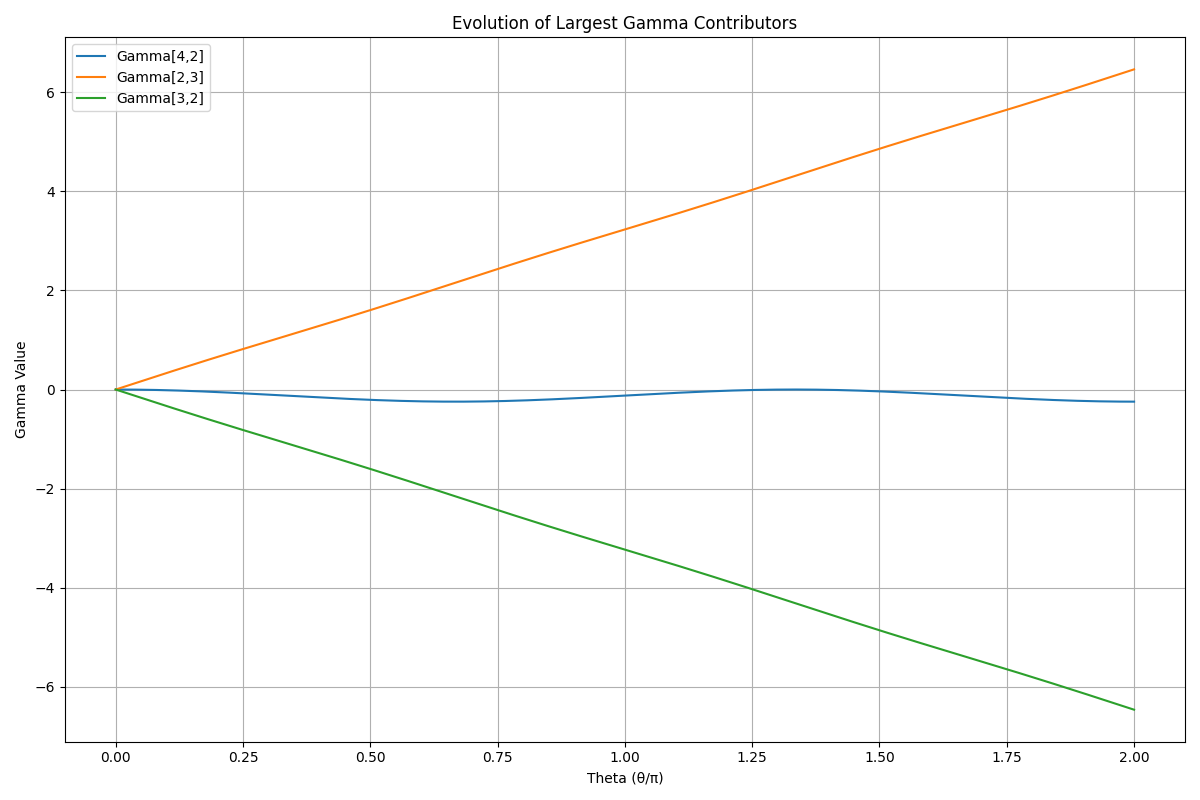 Evolution of Largest Gamma Contributors
Gamma[4,2]
Gamma[2,3]
Gamma[3,2]
Gamma Value
6
4
2
0
−2
−4
−6
0.00 0.25 0.50 0.75 1.00 1.25 1.50 1.75 2.00
Theta (θ/π)